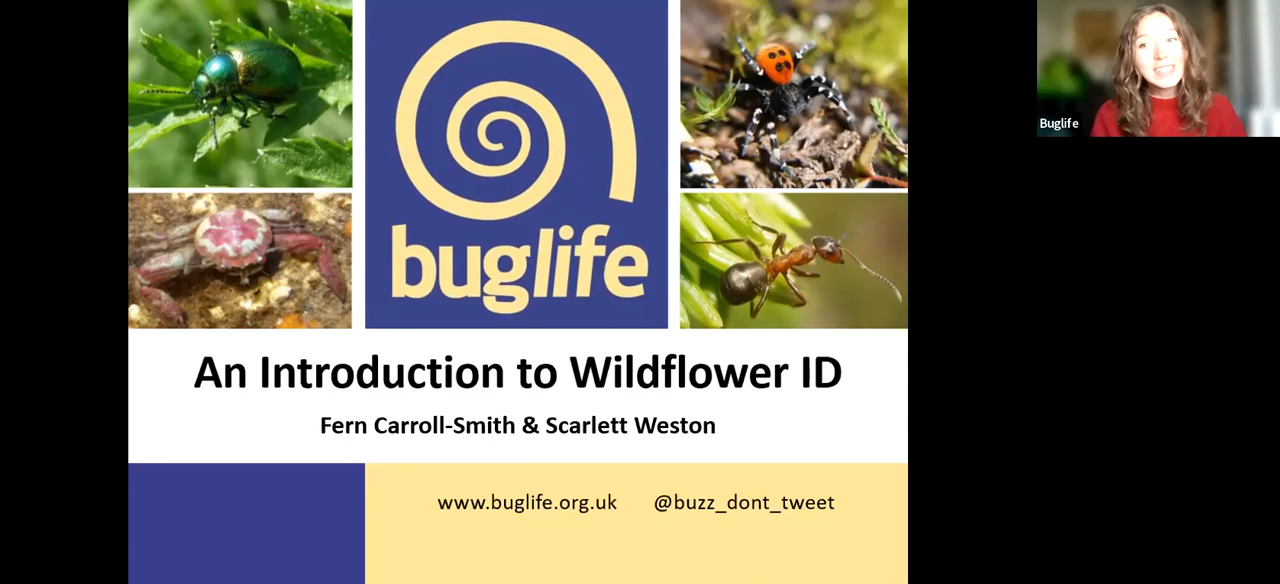 buglife
An Introduction to Wildflower ID
Fern Carroll-Smith & Scarlett Weston
www.buglife.org.uk @buzz_dont_tweet
Buglife